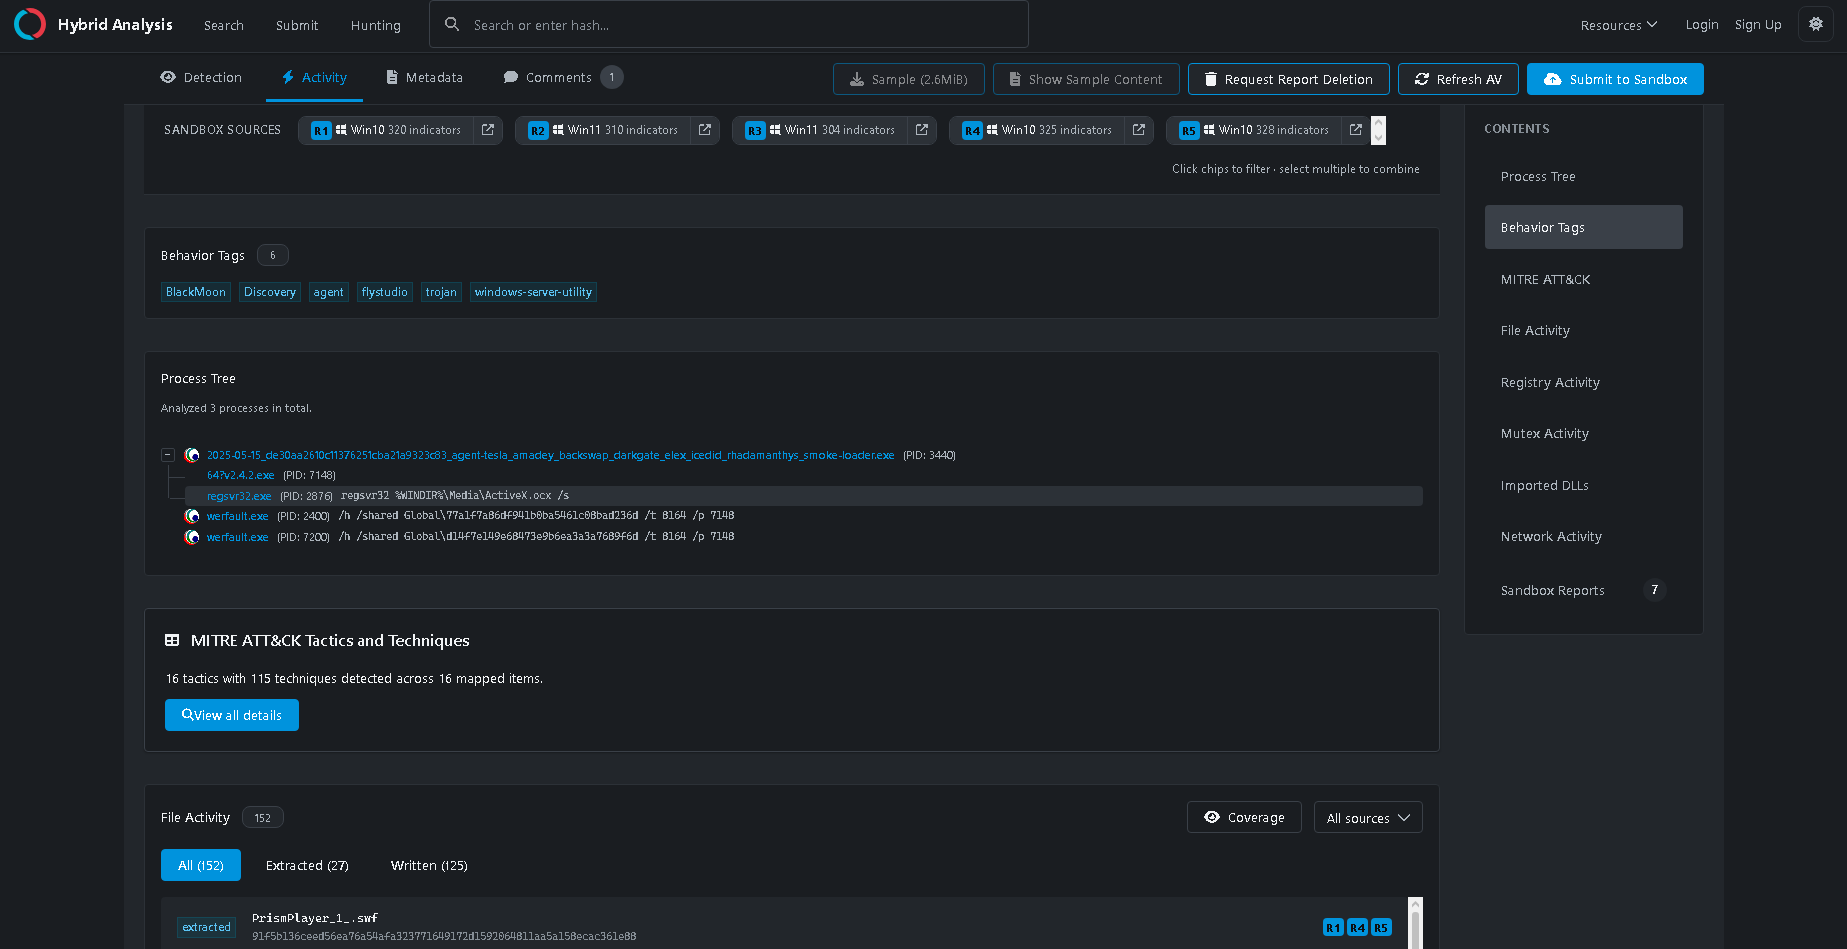 Hybrid Analysis Search Submit Hunting Search or enter hash... Resources Login Sign Up
Detection Activity Metadata Comments 1 Sample (2.6MiB) Show Sample Content Request Report Deletion Refresh AV Submit to Sandbox
SANDBOX SOURCES R1 Win10 320 indicators R2 Win11 310 indicators R3 Win11 304 indicators R4 Win10 325 indicators R5 Win10 328 indicators
Click chips to filter · select multiple to combine
CONTENTS
Process Tree
Behavior Tags
MITRE ATT&CK
File Activity
Registry Activity
Mutex Activity
Imported DLLs
Network Activity
Sandbox Reports 7
Behavior Tags 6
BlackMoon Discovery agent flystudio trojan windows-server-utility
Process Tree
Analyzed 3 processes in total.
2025-05-15_de30aa2610c11376251cba21a9323c83_agent-tesla_amadey_backswap_darkgate_elex_icedid_rhadamanthys_smoke-loader.exe (PID: 3440)
64?v2.4.2.exe (PID: 7148)
regsvr32.exe (PID: 2876) regsvr32 %WINDIR%\Media\ActiveX.ocx /s
werfault.exe (PID: 2400) /h /shared Global\77a1f7a86df941b0ba5461c08bad236d /t 8164 /p 7148
werfault.exe (PID: 7200) /h /shared Global\d14f7e149e68473e9b6ea3a3a7689f6d /t 8164 /p 7148
MITRE ATT&CK Tactics and Techniques
16 tactics with 115 techniques detected across 16 mapped items.
View all details
File Activity 152 Coverage All sources
All (152) Extracted (27) Written (125)
extracted PrismPlayer_1_.swf R1 R4 R5
91f5b136ceed56ea76a54afa323771649172d1592064811aa5a158ecac361e88